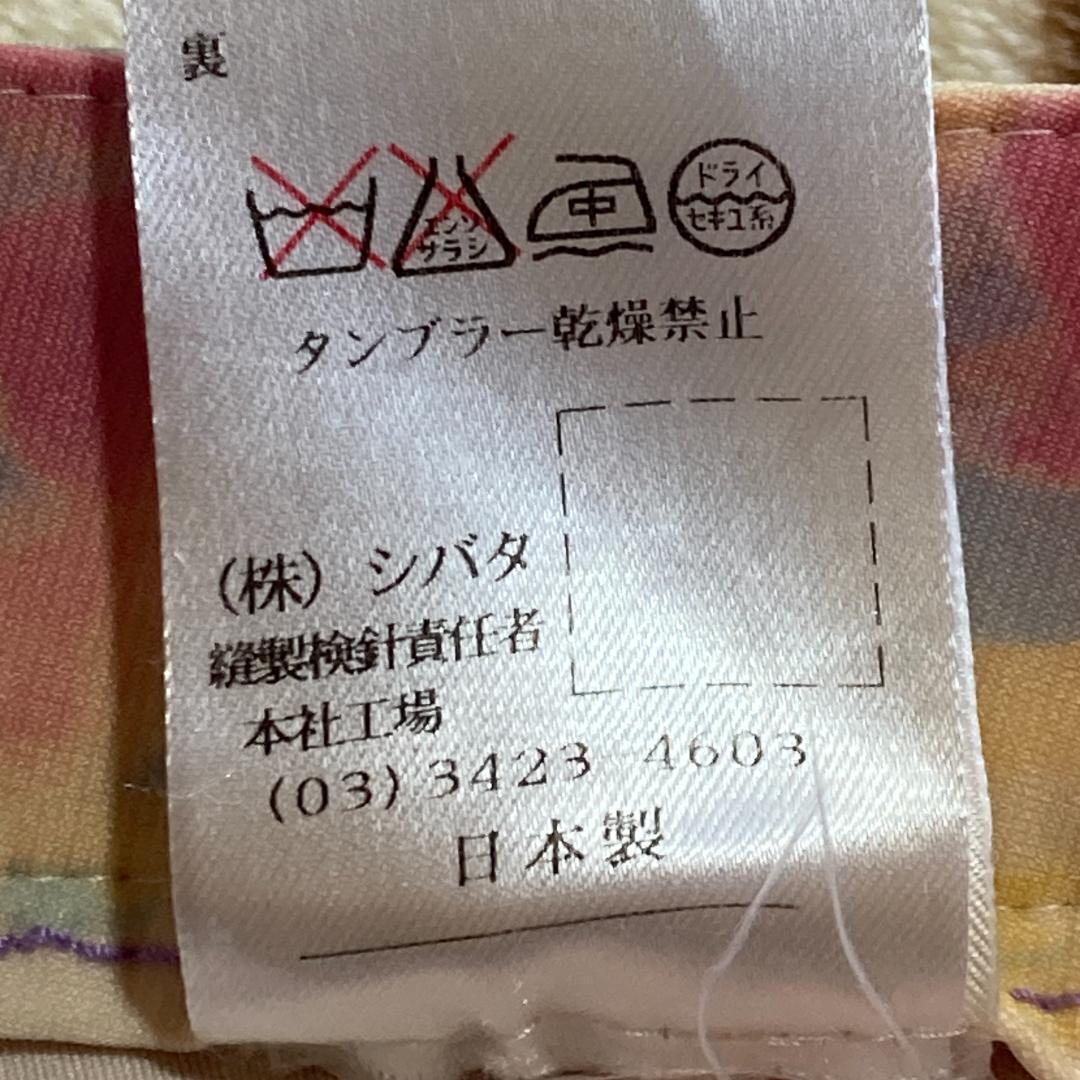 裏
エンソ
サラシ
中
ドライ
セキユ系
タンブラー乾燥禁止
(株) シバタ
縫製検針責任者
本社工場
(03) 3423 4603
日本製